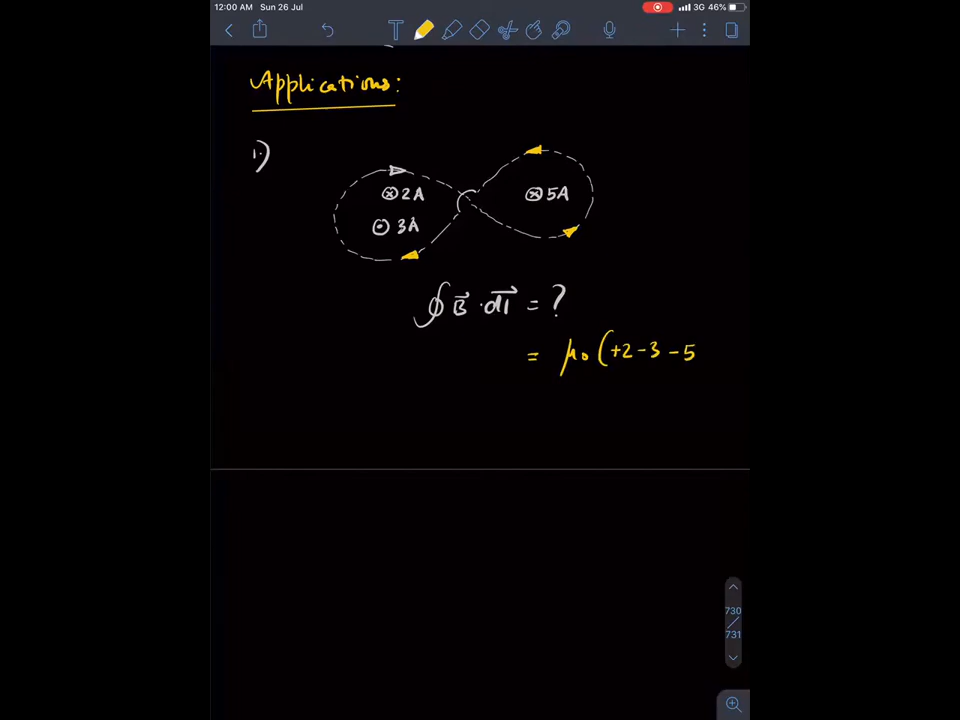 12:00 AM Sun 26 Jul 3G 46%
T
Applications:
1.)
⊗ 2A
⊗ 5A
⊙ 3A
∮ B⃗ · dl⃗ = ?
= μ₀ (+2 - 3 - 5
730
731